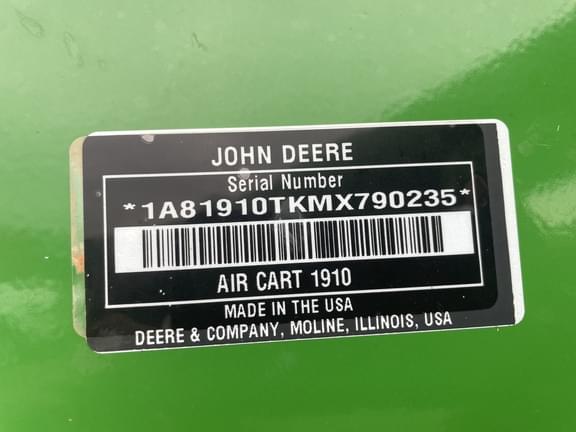 JOHN DEERE
Serial Number
*1A81910TKMX790235*
AIR CART 1910
MADE IN THE USA
DEERE & COMPANY, MOLINE, ILLINOIS, USA